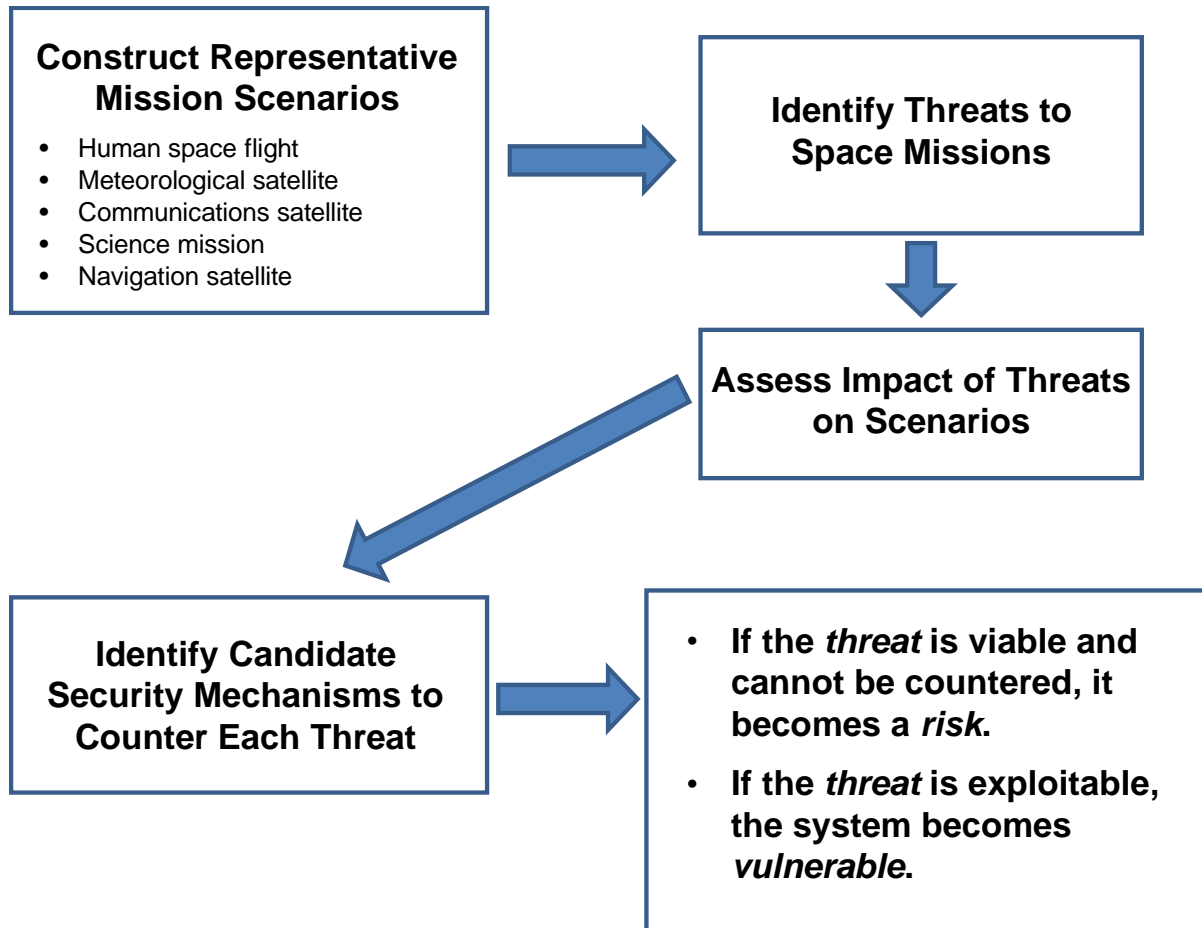 Construct Representative
Mission Scenarios
• Human space flight
• Meteorological satellite
• Communications satellite
• Science mission
• Navigation satellite
Identify Threats to
Space Missions
Assess Impact of Threats
on Scenarios
Identify Candidate
Security Mechanisms to
Counter Each Threat
• If the threat is viable and
cannot be countered, it
becomes a risk.
• If the threat is exploitable,
the system becomes
vulnerable.